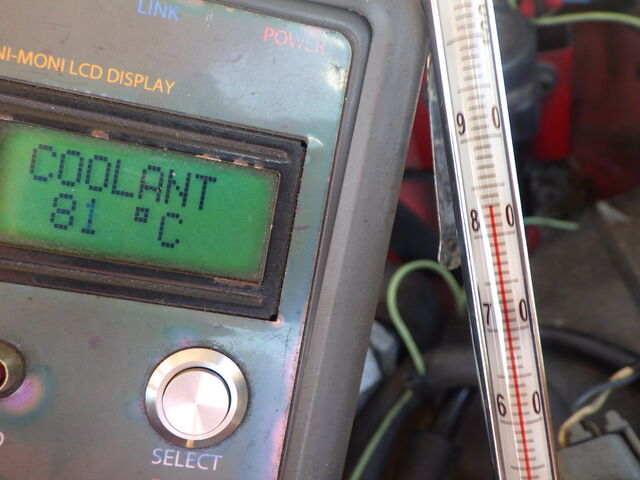 LINK
POWER
NI-MONI LCD DISPLAY
COOLANT
81 °C
SELECT
9 0
8 0
7 0
6 0